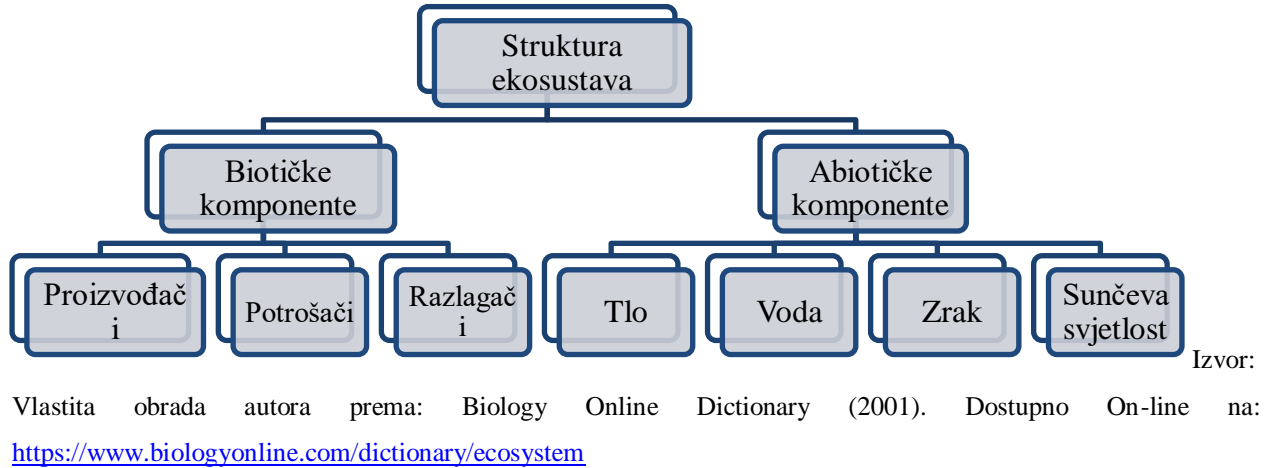 Struktura
ekosustava
Biotičke
komponente
Abiotičke
komponente
Proizvođač
i
Potrošači
Razlagač
i
Tlo
Voda
Zrak
Sunčeva
svjetlost
Izvor:
Vlastita obrada autora prema: Biology Online Dictionary (2001). Dostupno On-line na:
https://www.biologyonline.com/dictionary/ecosystem